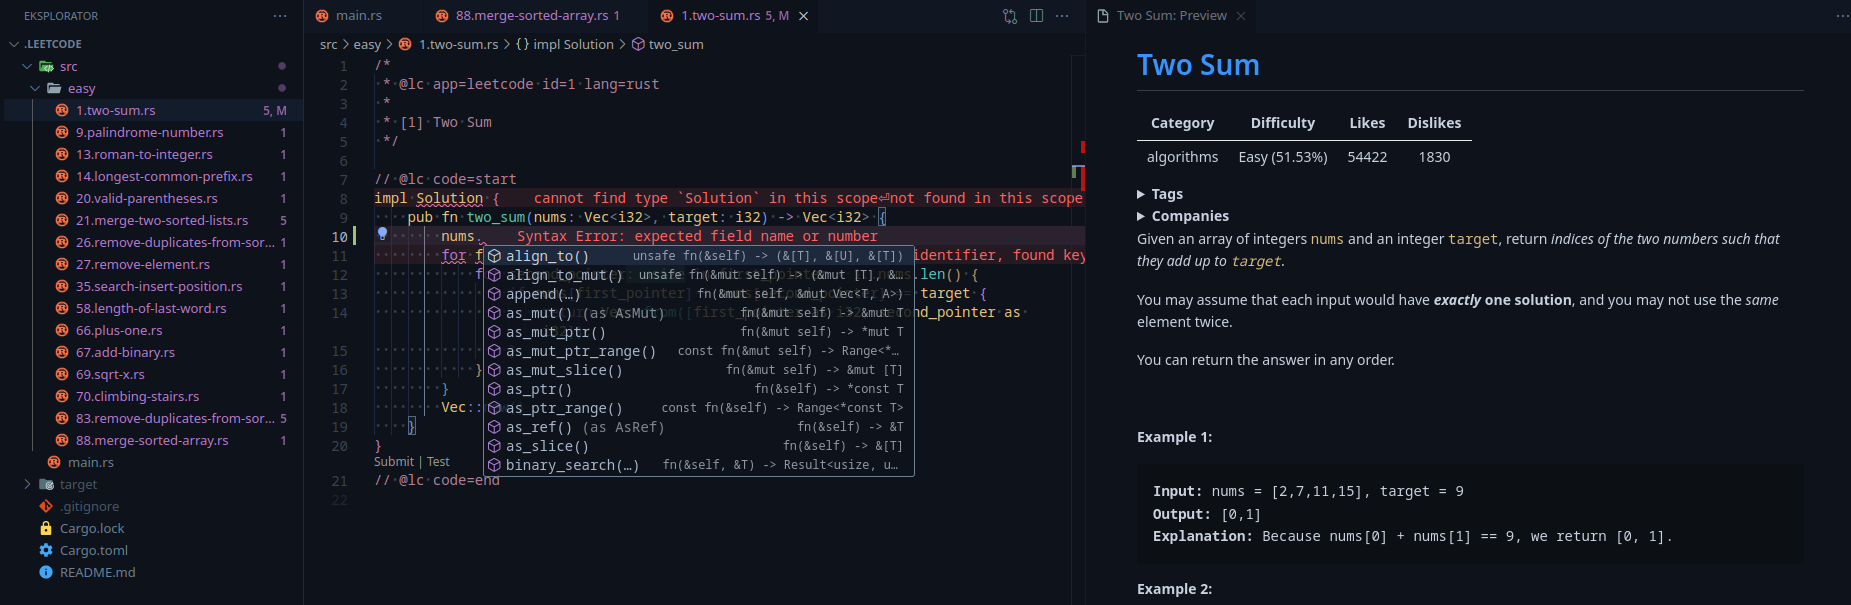 EKSPLORATOR
.LEETCODE
src
easy
1.two-sum.rs 5, M
9.palindrome-number.rs 1
13.roman-to-integer.rs 1
14.longest-common-prefix.rs 1
20.valid-parentheses.rs 1
21.merge-two-sorted-lists.rs 5
26.remove-duplicates-from-sor... 1
27.remove-element.rs 1
35.search-insert-position.rs 1
58.length-of-last-word.rs 1
66.plus-one.rs 1
67.add-binary.rs 1
69.sqrt-x.rs 1
70.climbing-stairs.rs 1
83.remove-duplicates-from-sor... 5
88.merge-sorted-array.rs 1
main.rs
target
.gitignore
Cargo.lock
Cargo.toml
README.md
main.rs 88.merge-sorted-array.rs 1 1.two-sum.rs 5, M
src > easy > 1.two-sum.rs > {} impl Solution > two_sum
1 /*
2 * @lc app=leetcode id=1 lang=rust
3 *
4 * [1] Two Sum
5 */
6
7 // @lc code=start
8 impl Solution { cannot find type `Solution` in this scope⏎not found in this scope
9 pub fn two_sum(nums: Vec<i32>, target: i32) -> Vec<i32> {
10 nums. Syntax Error: expected field name or number
11 for f identifier, found key
12 f nums.len() {
13 target {
14 second_pointer as
15
16 }
17 }
18 Vec::
19 }
20 }
Submit | Test
21 // @lc code=end
22
align_to() unsafe fn(&self) -> (&[T], &[U], &[T])
align_to_mut() unsafe fn(&mut self) -> (&mut [T], &…
append(…) fn(&mut self, &mut Vec<T, A>)
as_mut() (as AsMut) fn(&mut self) -> &mut T
as_mut_ptr() fn(&mut self) -> *mut T
as_mut_ptr_range() const fn(&mut self) -> Range<*…
as_mut_slice() fn(&mut self) -> &mut [T]
as_ptr() fn(&self) -> *const T
as_ptr_range() const fn(&self) -> Range<*const T>
as_ref() (as AsRef) fn(&self) -> &T
as_slice() fn(&self) -> &[T]
binary_search(…) fn(&self, &T) -> Result<usize, u…
Two Sum: Preview
Two Sum
Category Difficulty Likes Dislikes
algorithms Easy (51.53%) 54422 1830
Tags
Companies
Given an array of integers nums and an integer target, return indices of the two numbers such that
they add up to target.
You may assume that each input would have exactly one solution, and you may not use the same
element twice.
You can return the answer in any order.
Example 1:
Input: nums = [2,7,11,15], target = 9
Output: [0,1]
Explanation: Because nums[0] + nums[1] == 9, we return [0, 1].
Example 2: